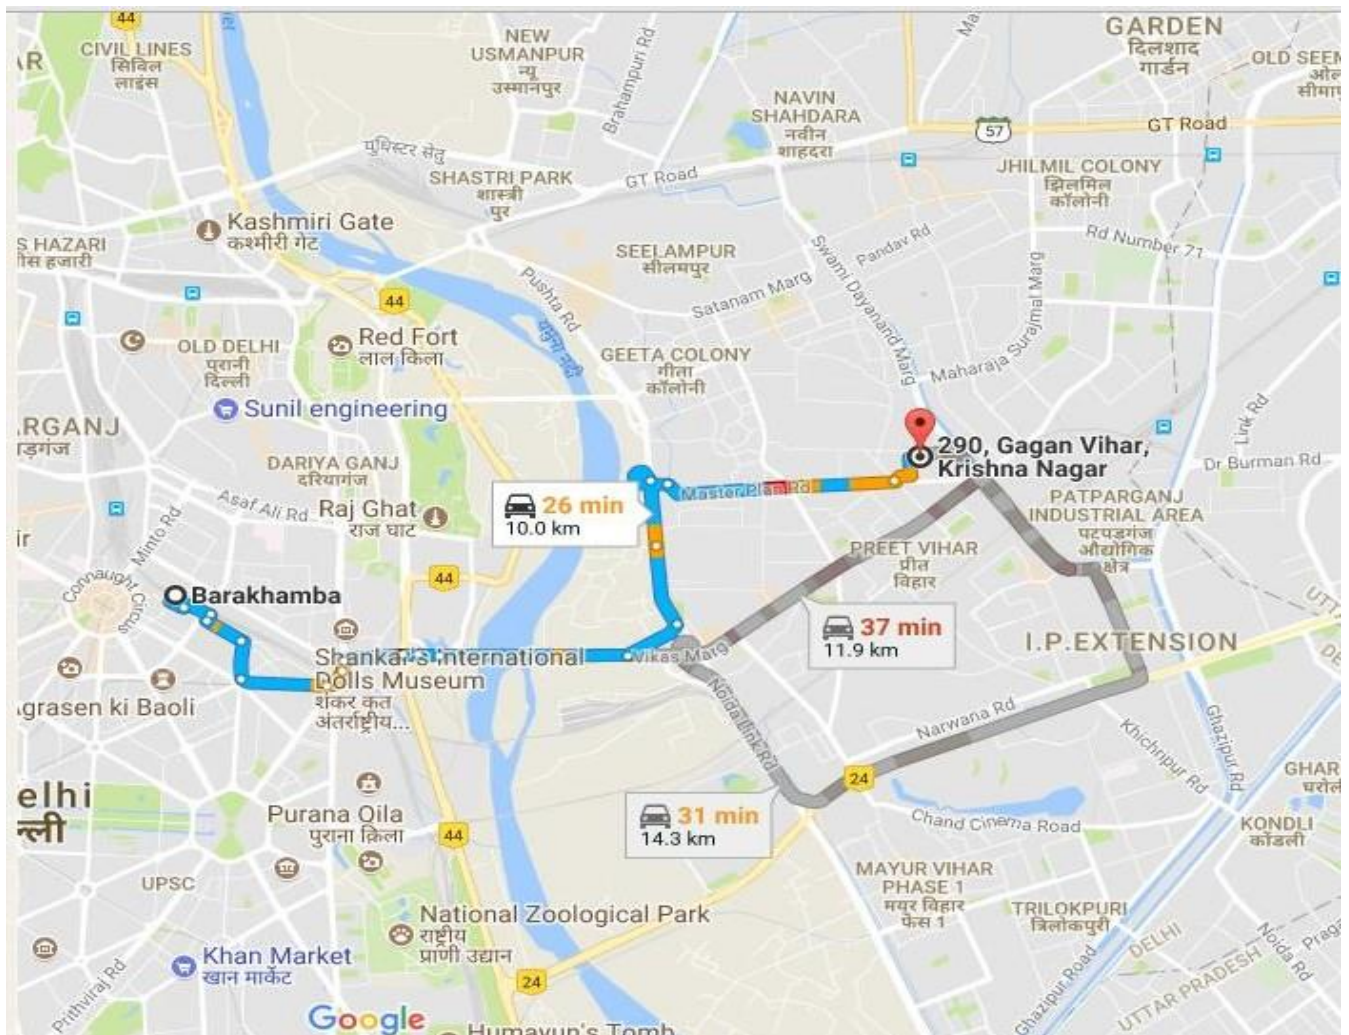 44
CIVIL LINES
सिविल
लाइंस
NEW
USMANPUR
न्यू
उस्मानपुर
Brahampuri Rd
GARDEN
दिलशाद
गार्डन
NAVIN
SHAHDARA
नवीन
शाहदरा
57
GT Road
युधिस्टर सेतु
SHASTRI PARK
शास्त्री
पुर
GT Road
JHILMIL COLONY
झिलमिल
कॉलोनी
Kashmiri Gate
कश्मीरी गेट
S HAZARI
ीस हजारी
SEELAMPUR
सीलमपुर
Swami Dayanand Marg
Pandav Rd
Rd Number 71
Pushta Rd
Satanam Marg
Maharaja Surajmal Marg
44
यमुना नदी
Red Fort
लाल किला
OLD DELHI
पुरानी
दिल्ली
GEETA COLONY
गीता
कॉलोनी
Sunil engineering
Link Rd
ARGANJ
290, Gagan Vihar,
Krishna Nagar
DARIYA GANJ
दरियागंज
Dr Burman Rd
Asaf Ali Rd
Raj Ghat
राज घाट
Master Plan Rd
26 min
10.0 km
PATPARGANJ
INDUSTRIAL AREA
पटपड़गंज
औद्योगिक
क्षेत्र
Minto Rd
PREET VIHAR
प्रीत
विहार
44
Connaught Circus
Barakhamba
37 min
11.9 km
I.P.EXTENSION
Vikas Marg
Shankar's International
Dolls Museum
शंकर कृत
अंतर्राष्ट्रीय...
Agrasen ki Baoli
Noida Link Rd
Narwana Rd
Khichripur Rd
Ghazipur Rd
24
elhi
ल्ली
Purana Qila
पुराना क़िला
44
31 min
14.3 km
Chand Cinema Road
KONDLI
कोंडली
UPSC
MAYUR VIHAR
PHASE 1
मयूर विहार
फेस 1
TRILOKPURI
त्रिलोकपुरी
National Zoological Park
राष्ट्रीय
प्राणी उद्यान
Khan Market
खान मार्केट
Prithviraj Rd
24
DELHI
UTTAR PRADESH
Ghazipur Road
Noida Rd
Google
Humayun's Tomb